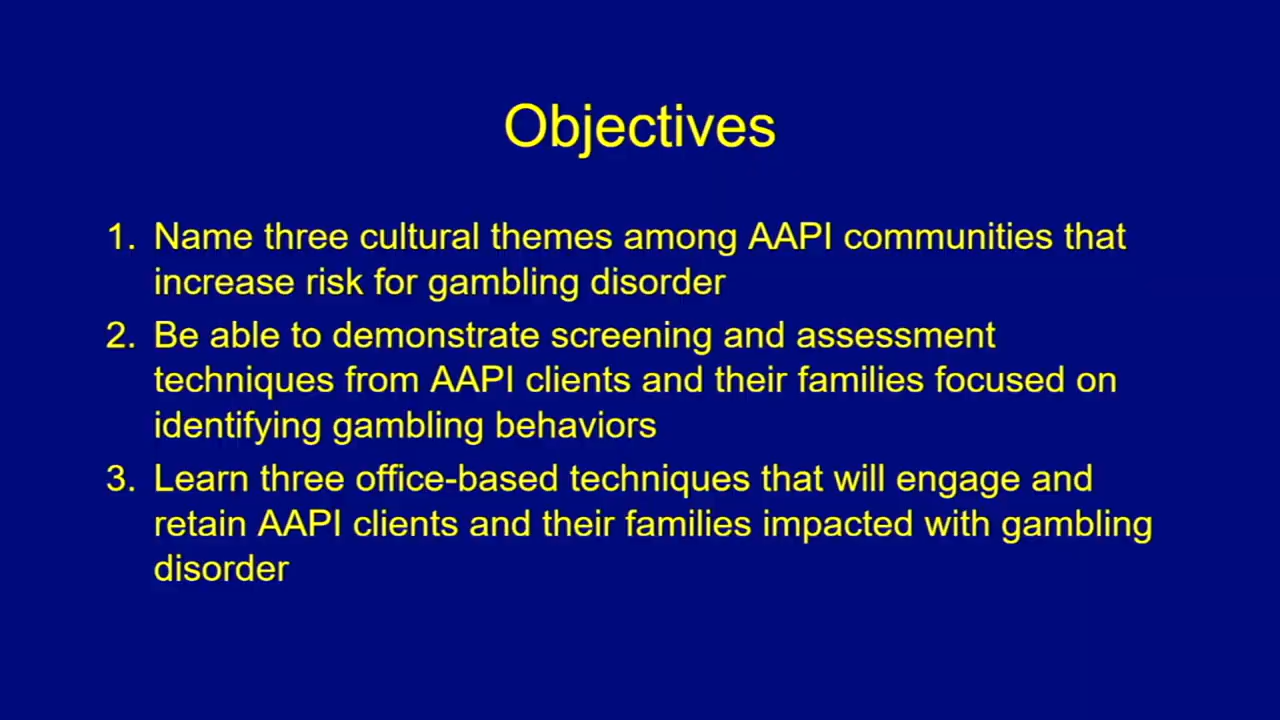 Objectives
1. Name three cultural themes among AAPI communities that
increase risk for gambling disorder
2. Be able to demonstrate screening and assessment
techniques from AAPI clients and their families focused on
identifying gambling behaviors
3. Learn three office-based techniques that will engage and
retain AAPI clients and their families impacted with gambling
disorder